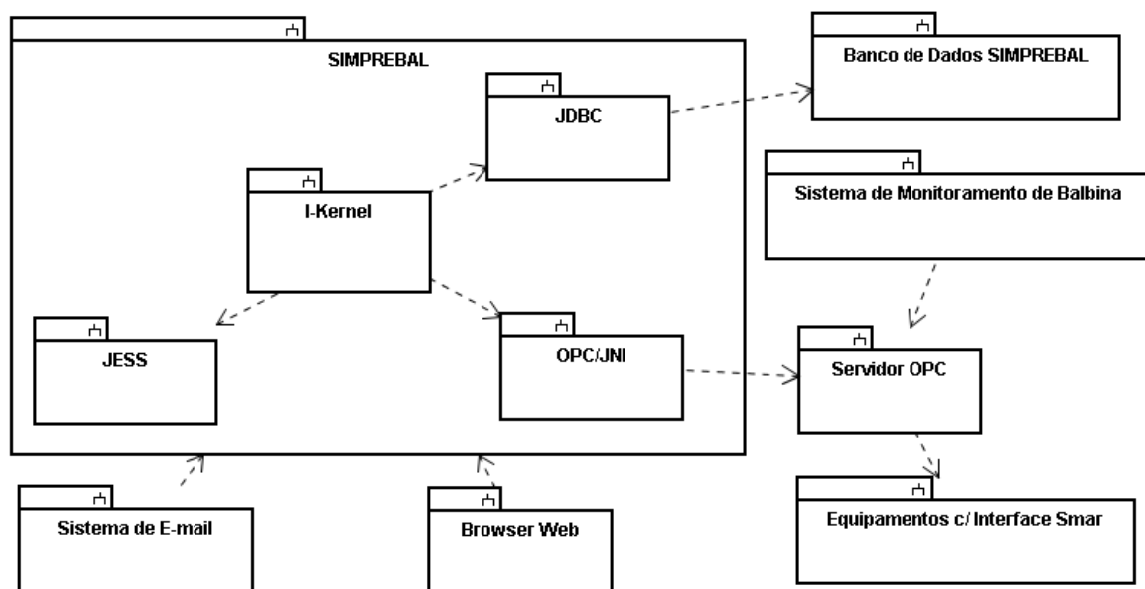 SIMPREBAL
Banco de Dados SIMPREBAL
JDBC
Sistema de Monitoramento de Balbina
I-Kernel
JESS
OPC/JNI
Servidor OPC
Sistema de E-mail
Browser Web
Equipamentos c/ Interface Smar